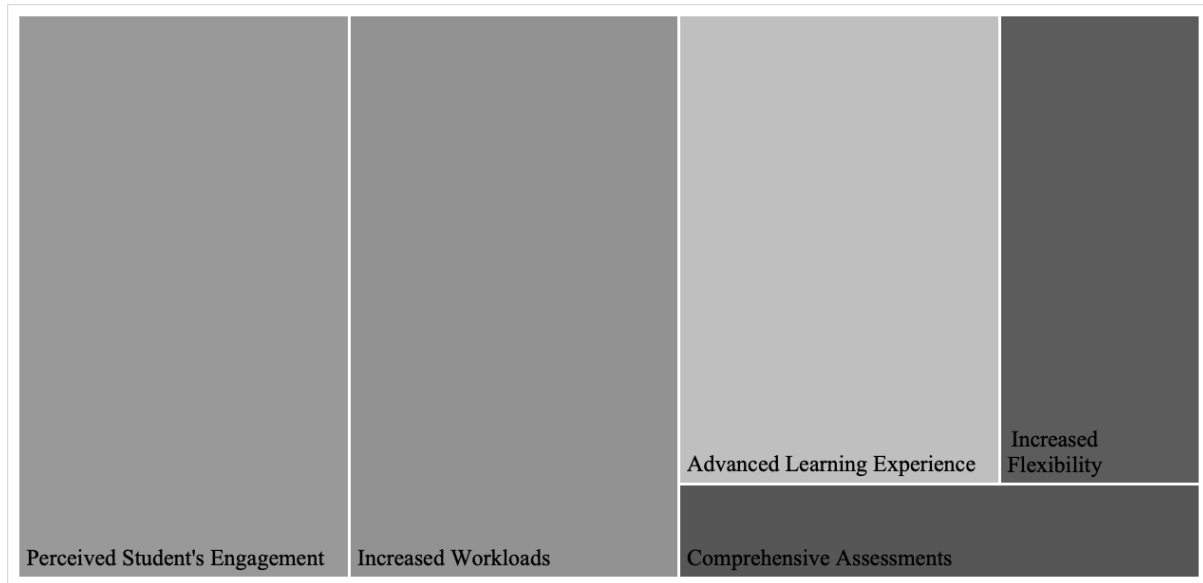 Perceived Student's Engagement
Increased Workloads
Advanced Learning Experience
Increased
Flexibility
Comprehensive Assessments